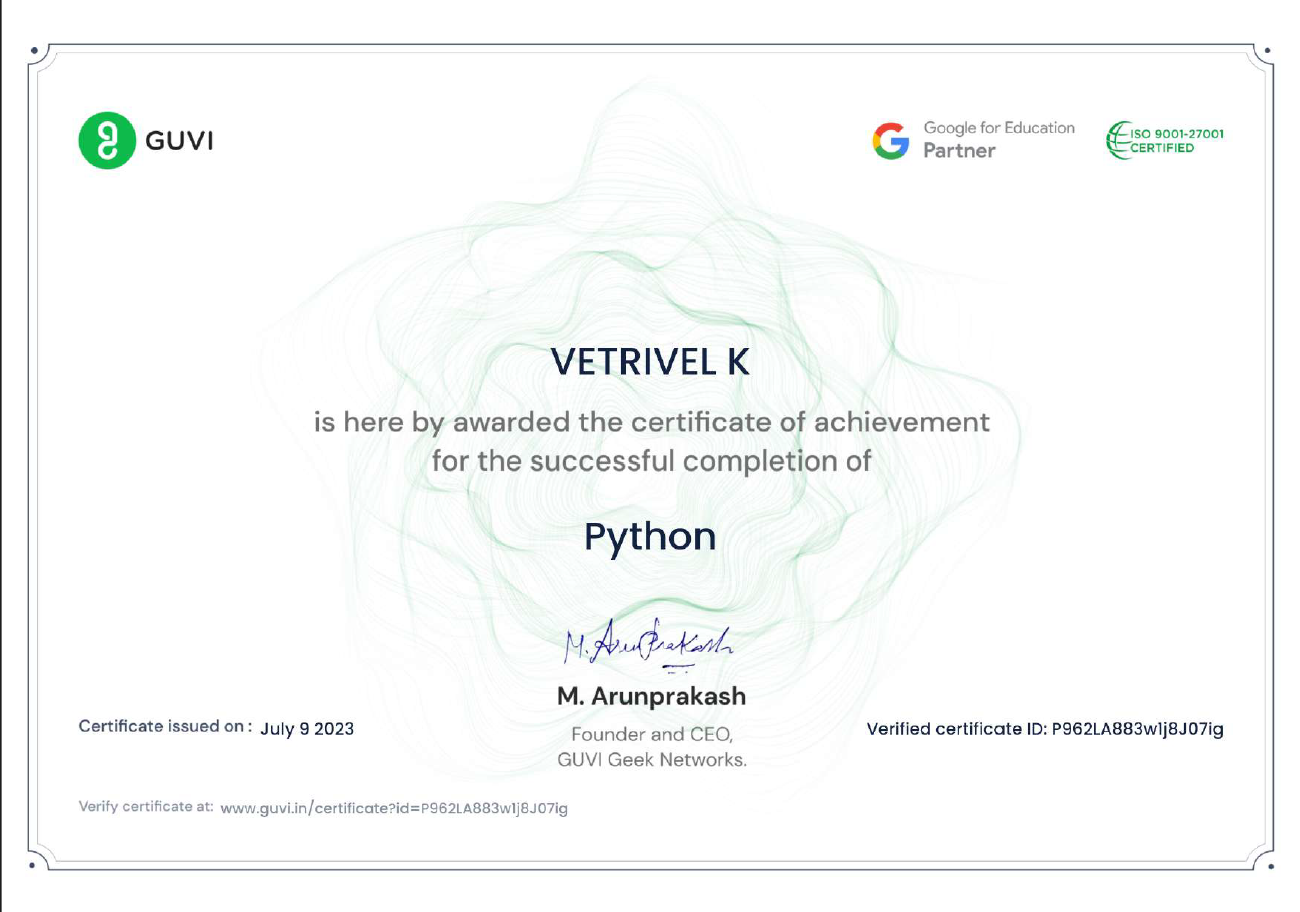 GUVI
Google for Education
Partner
ISO 9001-27001
CERTIFIED
VETRIVEL K
is here by awarded the certificate of achievement
for the successful completion of
Python
M. Arunprakash
M. Arunprakash
Founder and CEO,
GUVI Geek Networks.
Certificate issued on : July 9 2023
Verified certificate ID: P962LA883w1j8J07ig
Verify certificate at: www.guvi.in/certificate?id=P962LA883w1j8J07ig